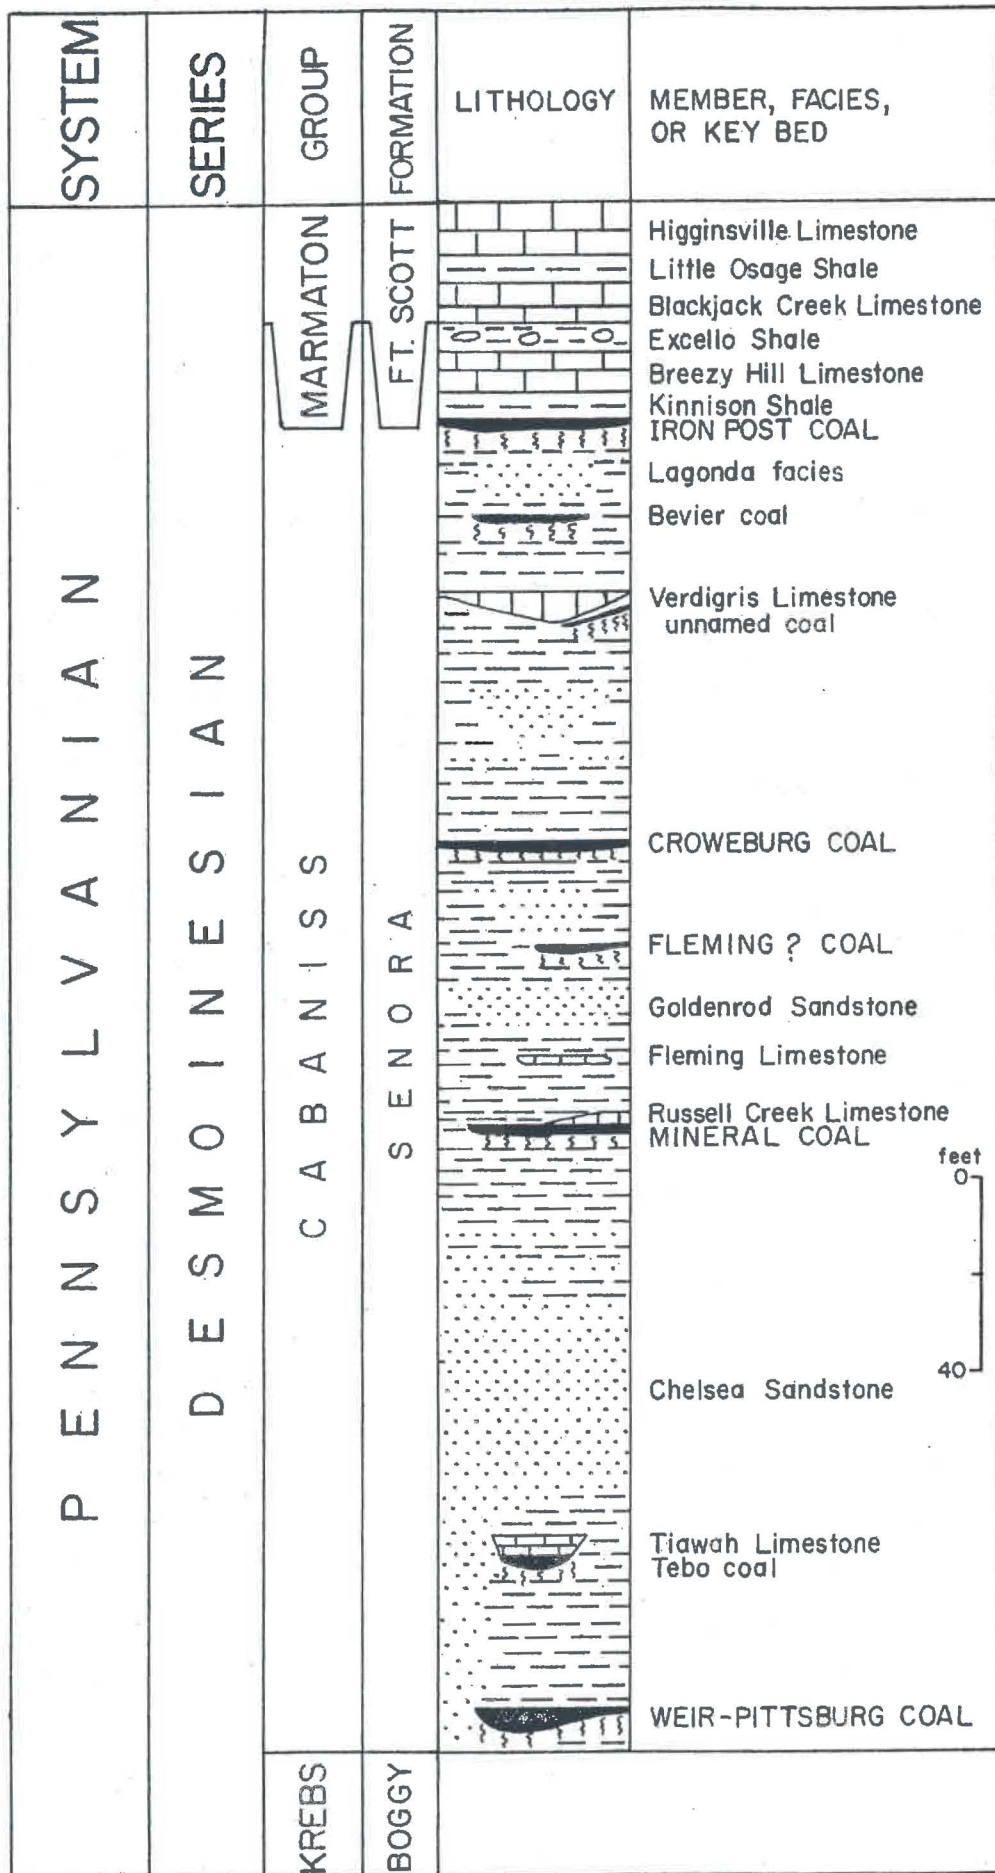 SYSTEM
SERIES
GROUP
FORMATION
LITHOLOGY
MEMBER, FACIES,
OR KEY BED
PENNSYLVANIAN
DESMOINESIAN
MARMATON
FT. SCOTT
CABANISS
SENORA
KREBS
BOGGY
Higginsville Limestone
Little Osage Shale
Blackjack Creek Limestone
Excello Shale
Breezy Hill Limestone
Kinnison Shale
IRON POST COAL
Lagonda facies
Bevier coal
Verdigris Limestone
unnamed coal
CROWEBURG COAL
FLEMING ? COAL
Goldenrod Sandstone
Fleming Limestone
Russell Creek Limestone
MINERAL COAL
feet
0
40
Chelsea Sandstone
Tiawah Limestone
Tebo coal
WEIR-PITTSBURG COAL